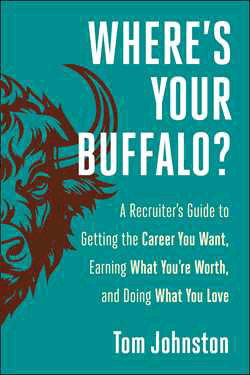 WHERE'S
YOUR
BUFFALO?
A Recruiter's Guide to
Getting the Career You Want,
Earning What You're Worth,
and Doing What You Love
Tom Johnston